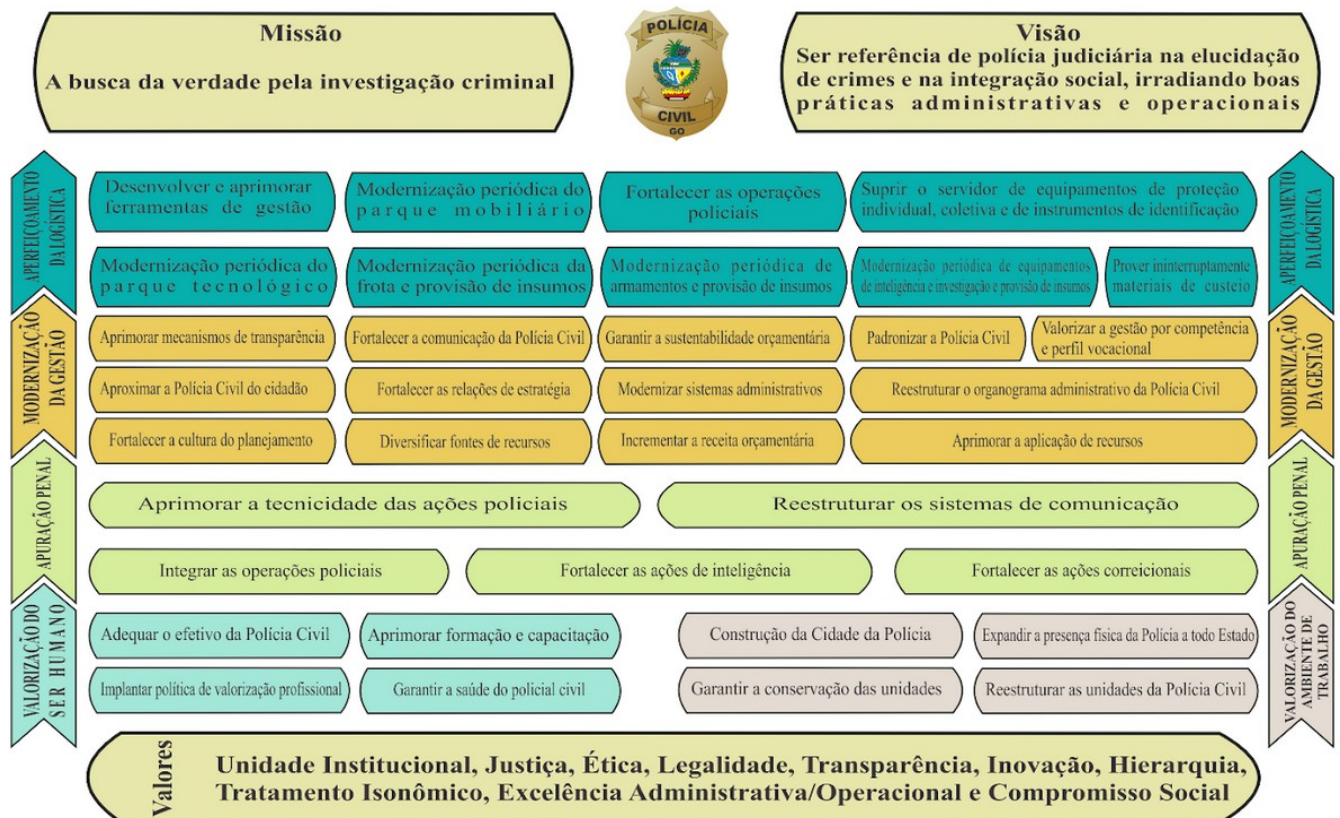 Missão
A busca da verdade pela investigação criminal
POLÍCIA
CIVIL
GO
Visão
Ser referência de polícia judiciária na elucidação
de crimes e na integração social, irradiando boas
práticas administrativas e operacionais
APERFEIÇOAMENTO
DA LOGÍSTICA
Desenvolver e aprimorar
ferramentas de gestão
Modernização periódica do
parque mobiliário
Fortalecer as operações
policiais
Suprir o servidor de equipamentos de proteção
individual, coletiva e de instrumentos de identificação
Modernização periódica do
parque tecnológico
Modernização periódica da
frota e provisão de insumos
Modernização periódica de
armamentos e provisão de insumos
Modernização periódica de equipamentos
de inteligência e investigação e provisão de insumos
Prover ininterruptamente
materiais de custeio
APERFEIÇOAMENTO
DA LOGÍSTICA
MODERNIZAÇÃO
DA GESTÃO
Aprimorar mecanismos de transparência
Fortalecer a comunicação da Polícia Civil
Garantir a sustentabilidade orçamentária
Padronizar a Polícia Civil
Valorizar a gestão por competência
e perfil vocacional
Aproximar a Polícia Civil do cidadão
Fortalecer as relações de estratégia
Modernizar sistemas administrativos
Reestruturar o organograma administrativo da Polícia Civil
Fortalecer a cultura do planejamento
Diversificar fontes de recursos
Incrementar a receita orçamentária
Aprimorar a aplicação de recursos
MODERNIZAÇÃO
DA GESTÃO
APURAÇÃO PENAL
Aprimorar a tecnicidade das ações policiais
Reestruturar os sistemas de comunicação
Integrar as operações policiais
Fortalecer as ações de inteligência
Fortalecer as ações correicionais
APURAÇÃO PENAL
VALORIZAÇÃO DO
SER HUMANO
Adequar o efetivo da Polícia Civil
Aprimorar formação e capacitação
Construção da Cidade da Polícia
Expandir a presença física da Polícia a todo Estado
Implantar política de valorização profissional
Garantir a saúde do policial civil
Garantir a conservação das unidades
Reestruturar as unidades da Polícia Civil
VALORIZAÇÃO DO
AMBIENTE DE
TRABALHO
Valores
Unidade Institucional, Justiça, Ética, Legalidade, Transparência, Inovação, Hierarquia,
Tratamento Isonômico, Excelência Administrativa/Operacional e Compromisso Social